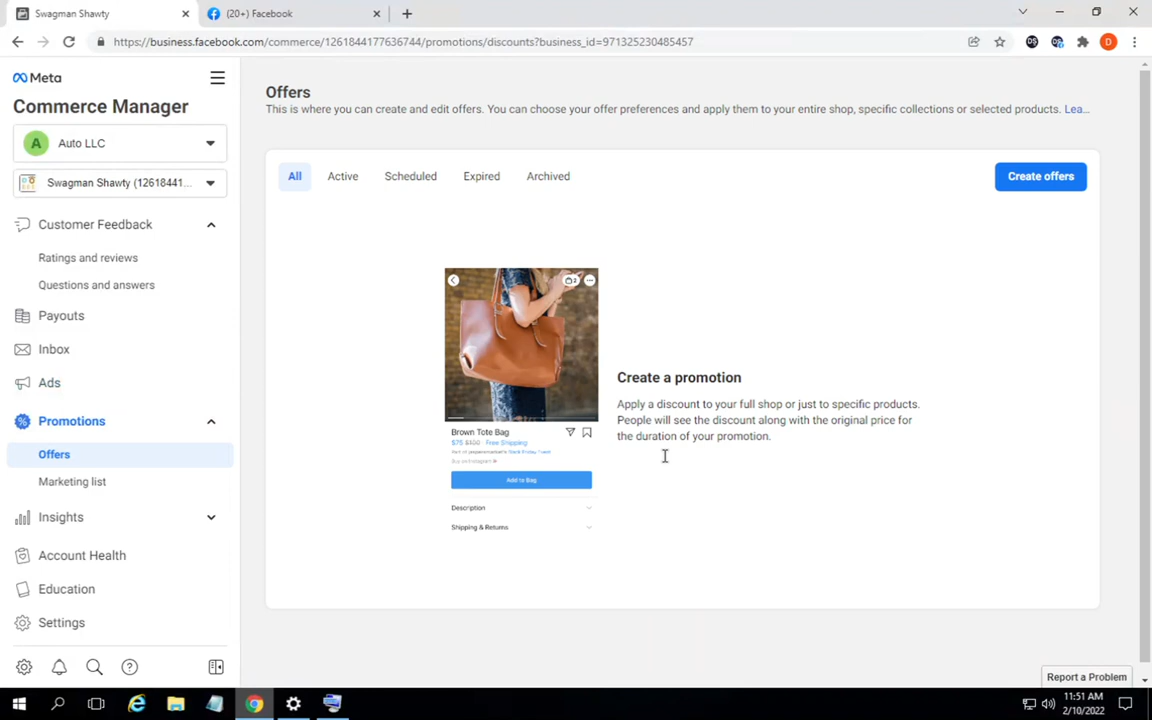 Swagman Shawty
(20+) Facebook
https://business.facebook.com/commerce/1261844177636744/promotions/discounts?business_id=971325230485457
D
Meta
Commerce Manager
A
Auto LLC
Swagman Shawty (1261841...
Customer Feedback
Ratings and reviews
Questions and answers
Payouts
Inbox
Ads
Promotions
Offers
Marketing list
Insights
Account Health
Education
Settings
Offers
This is where you can create and edit offers. You can choose your offer preferences and apply them to your entire shop, specific collections or selected products. Lea...
All
Active
Scheduled
Expired
Archived
Create offers
2
Brown Tote Bag
$75 $100 · Free Shipping
Add to Bag
Description
Shipping & Returns
Create a promotion
Apply a discount to your full shop or just to specific products.
People will see the discount along with the original price for
the duration of your promotion.
Report a Problem
11:51 AM
2/10/2022